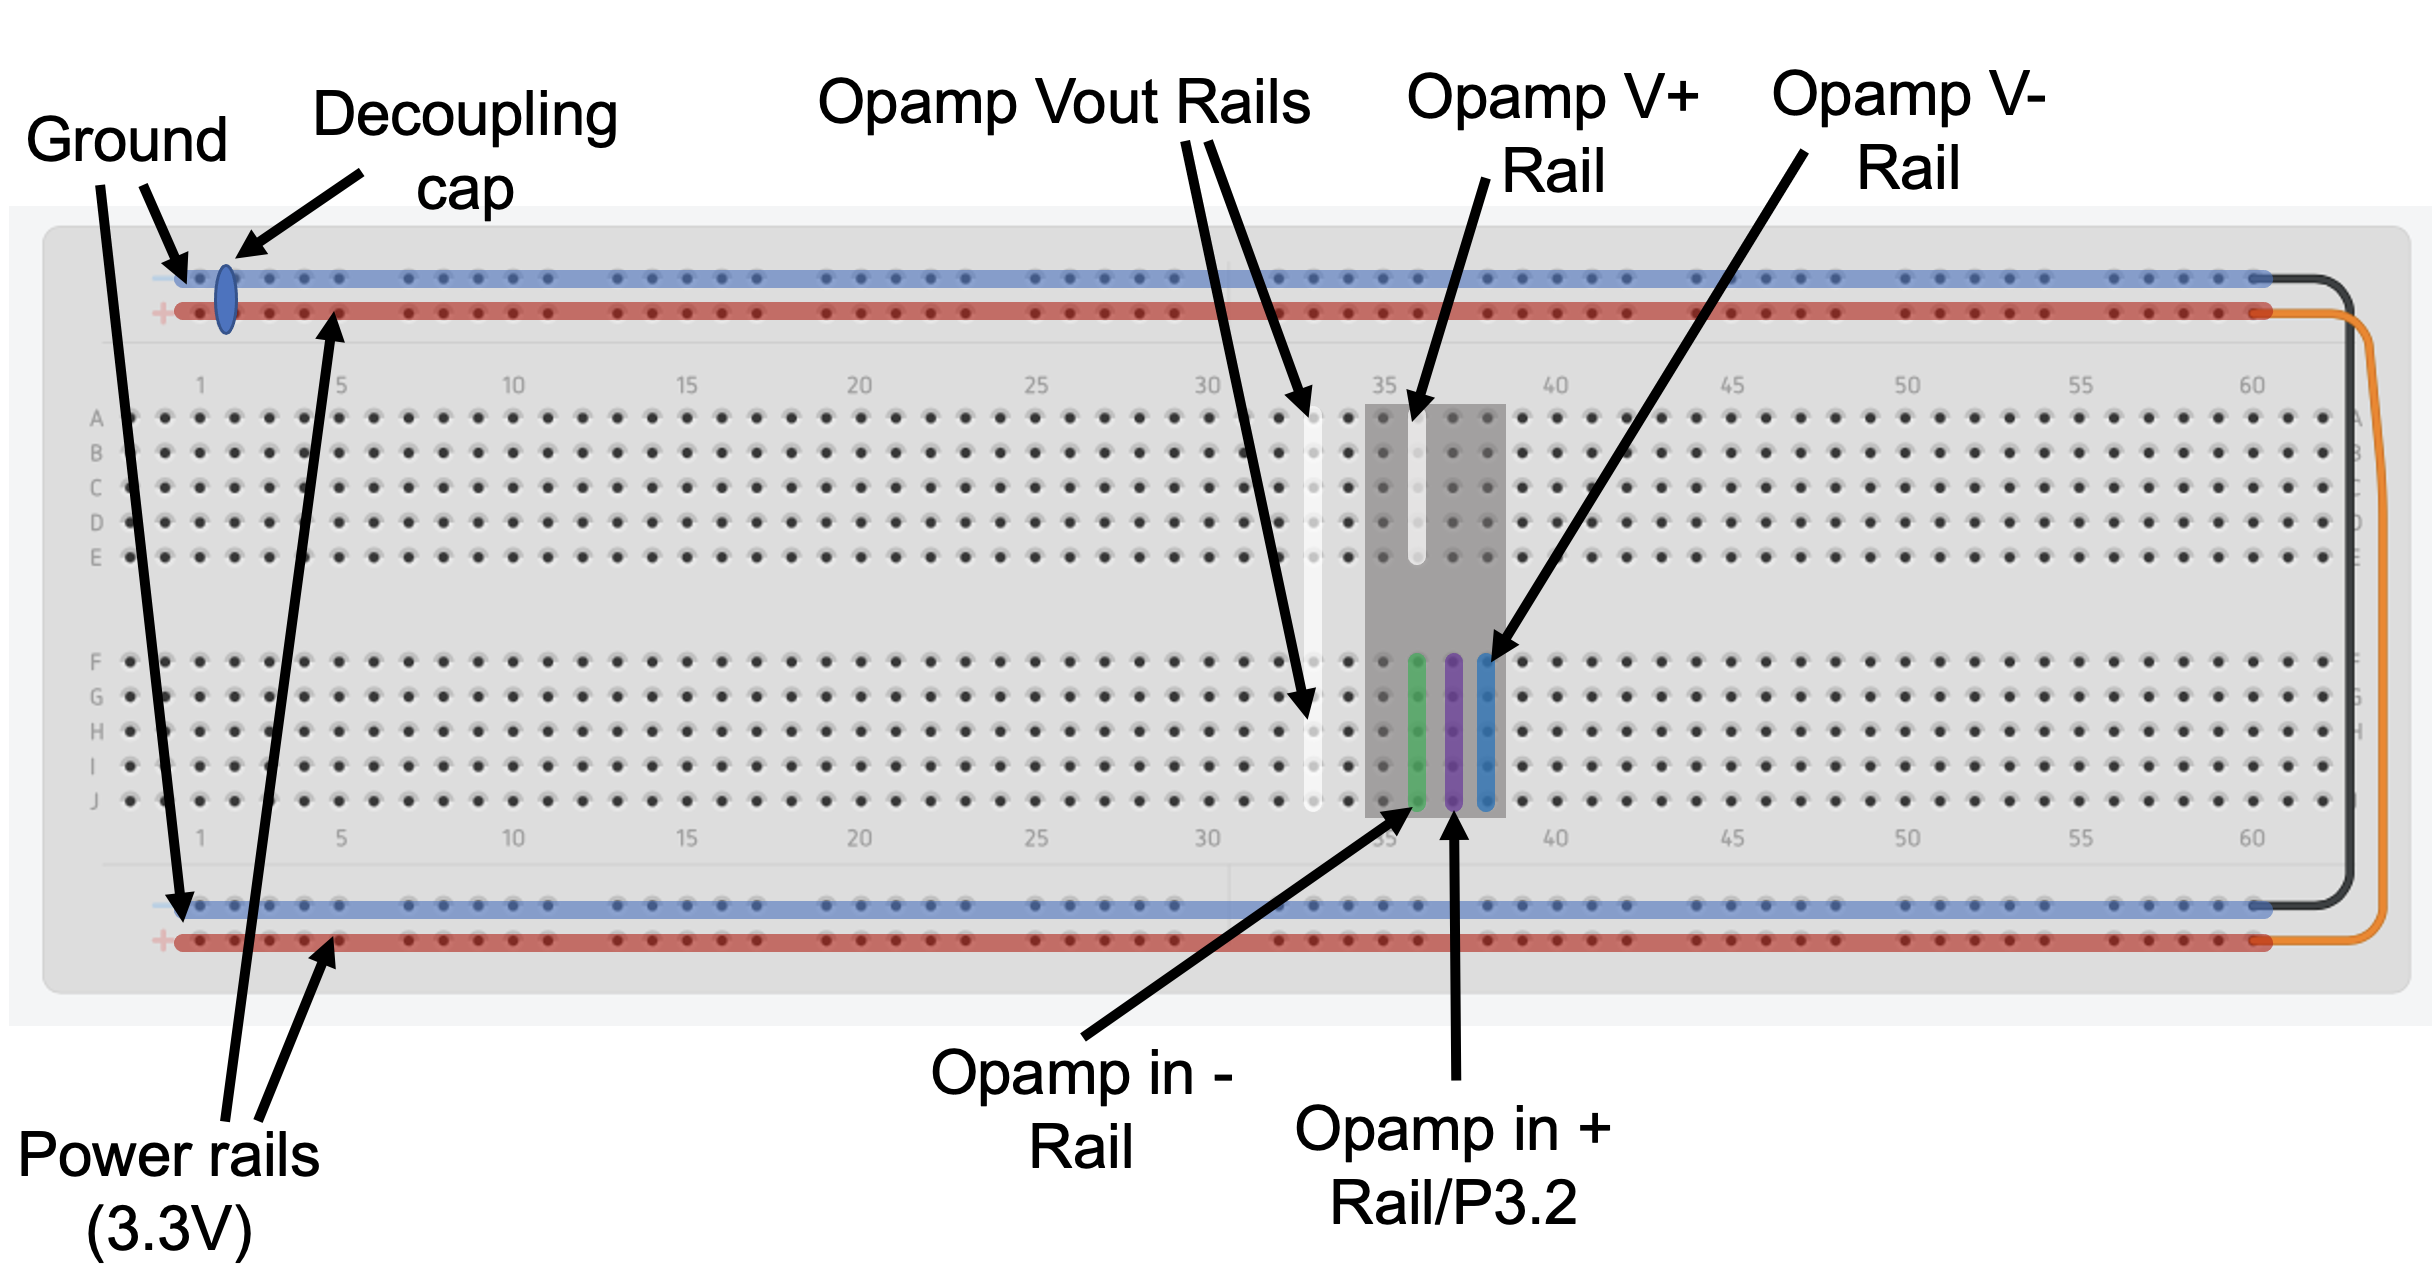 Ground
Decoupling
cap
Opamp Vout Rails
Opamp V+
Rail
Opamp V-
Rail
1 5 10 15 20 25 30 35 40 45 50 55 60
A A
B B
C C
D D
E E
F F
G G
H H
I
J
1 5 10 15 20 25 30 35 40 45 50 55 60
Power rails
(3.3V)
Opamp in -
Rail
Opamp in +
Rail/P3.2